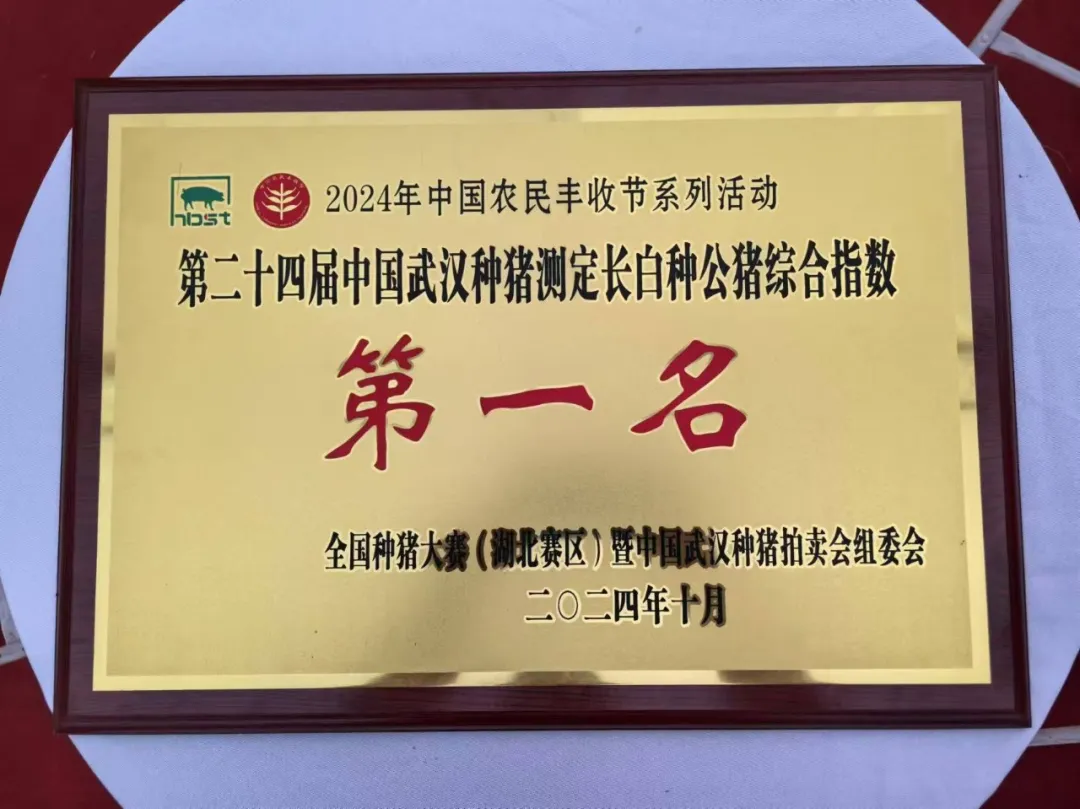 hbst
2024年中国农民丰收节系列活动
第二十四届中国武汉种猪测定长白种公猪综合指数
第一名
全国种猪大赛（湖北赛区）暨中国武汉种猪拍卖会组委会
二〇二四年十月